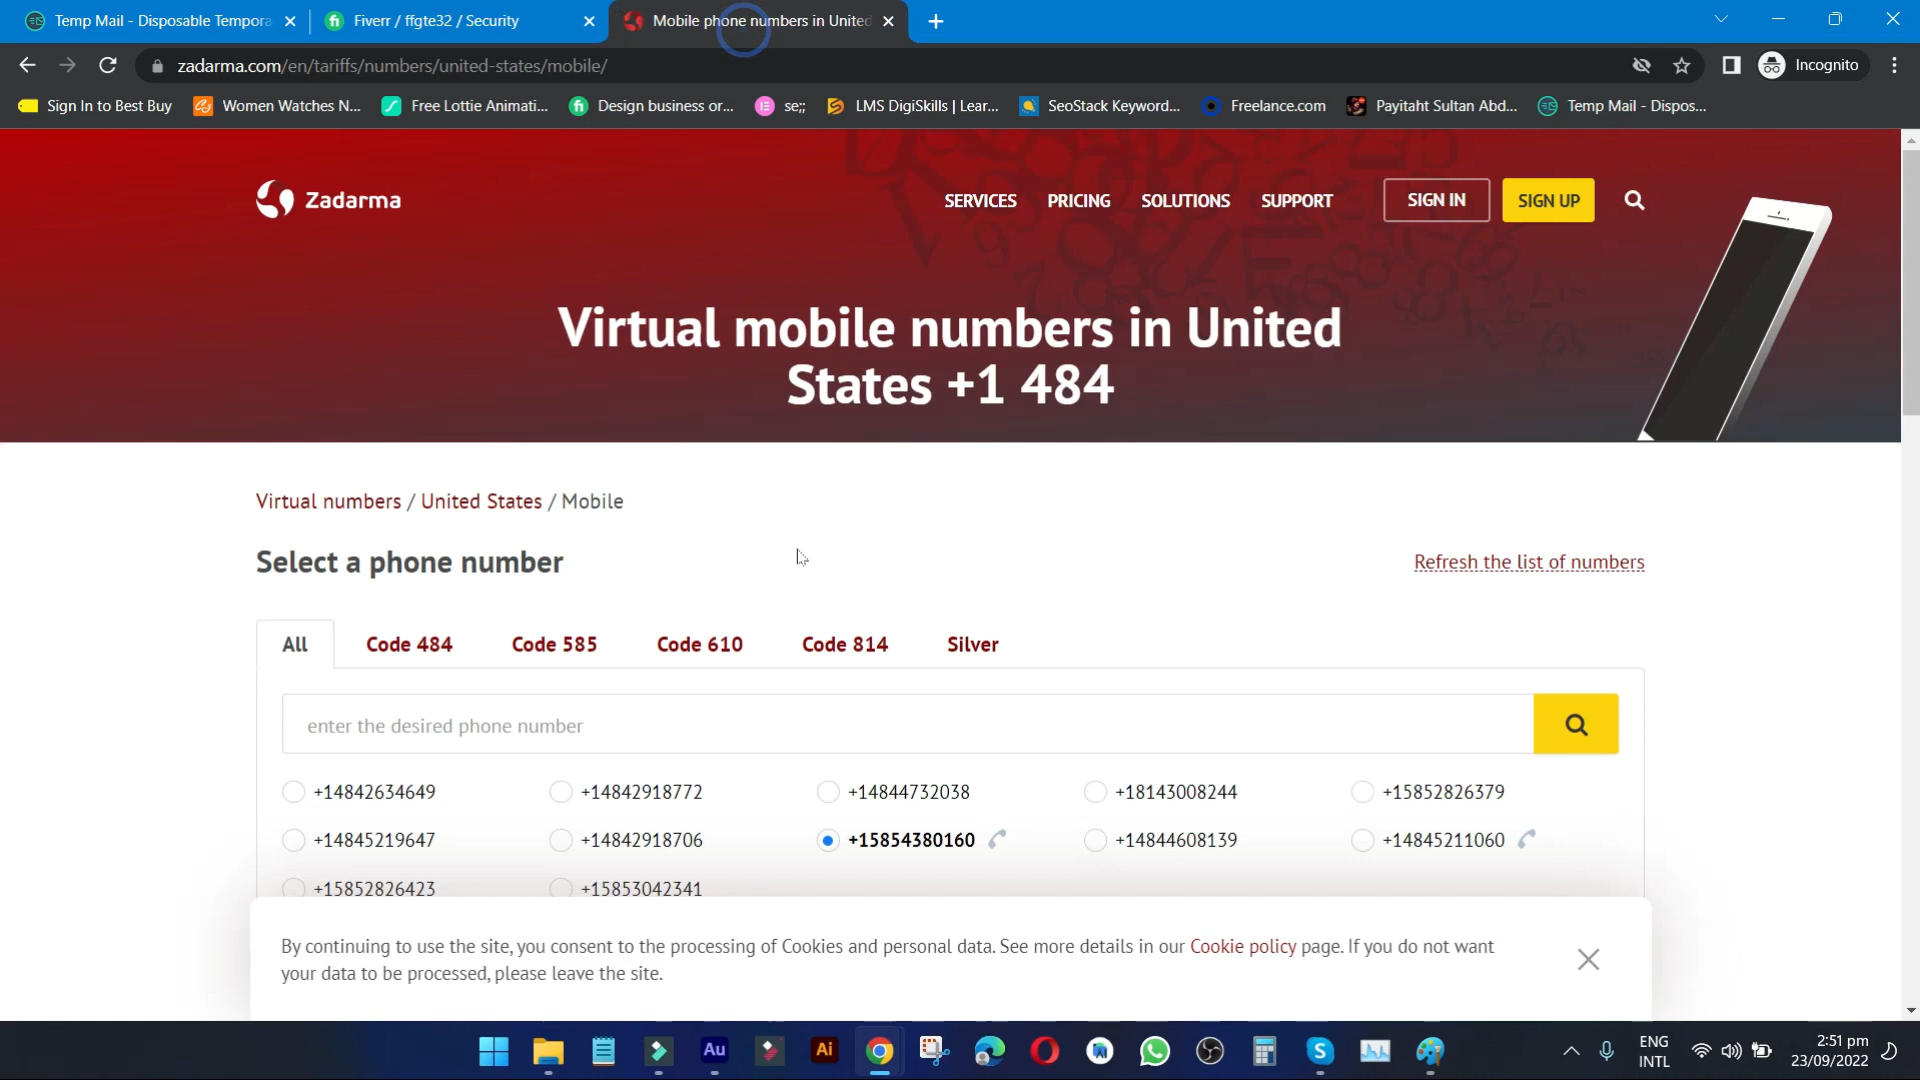 Temp Mail - Disposable Tempora
Fiverr / ffgte32 / Security
Mobile phone numbers in United
zadarma.com/en/tariffs/numbers/united-states/mobile/
Incognito
Sign In to Best Buy
Women Watches N...
Free Lottie Animati...
Design business or...
se;;
LMS DigiSkills | Lear...
SeoStack Keyword...
Freelance.com
Payitaht Sultan Abd...
Temp Mail - Dispos...
Zadarma
SERVICES
PRICING
SOLUTIONS
SUPPORT
SIGN IN
SIGN UP
Virtual mobile numbers in United
States +1 484
Virtual numbers / United States / Mobile
Select a phone number
Refresh the list of numbers
All
Code 484
Code 585
Code 610
Code 814
Silver
enter the desired phone number
+14842634649
+14842918772
+14844732038
+18143008244
+15852826379
+14845219647
+14842918706
+15854380160
+14844608139
+14845211060
+15852826423
+15853042341
By continuing to use the site, you consent to the processing of Cookies and personal data. See more details in our Cookie policy page. If you do not want
your data to be processed, please leave the site.
Au
Ai
ENG
INTL
2:51 pm
23/09/2022